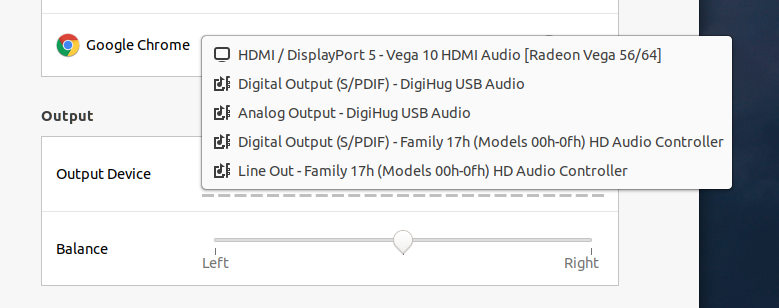 Google Chrome
HDMI / DisplayPort 5 - Vega 10 HDMI Audio [Radeon Vega 56/64]
Digital Output (S/PDIF) - DigiHug USB Audio
Analog Output - DigiHug USB Audio
Digital Output (S/PDIF) - Family 17h (Models 00h-0fh) HD Audio Controller
Line Out - Family 17h (Models 00h-0fh) HD Audio Controller
Output
Output Device
Balance
Left
Right